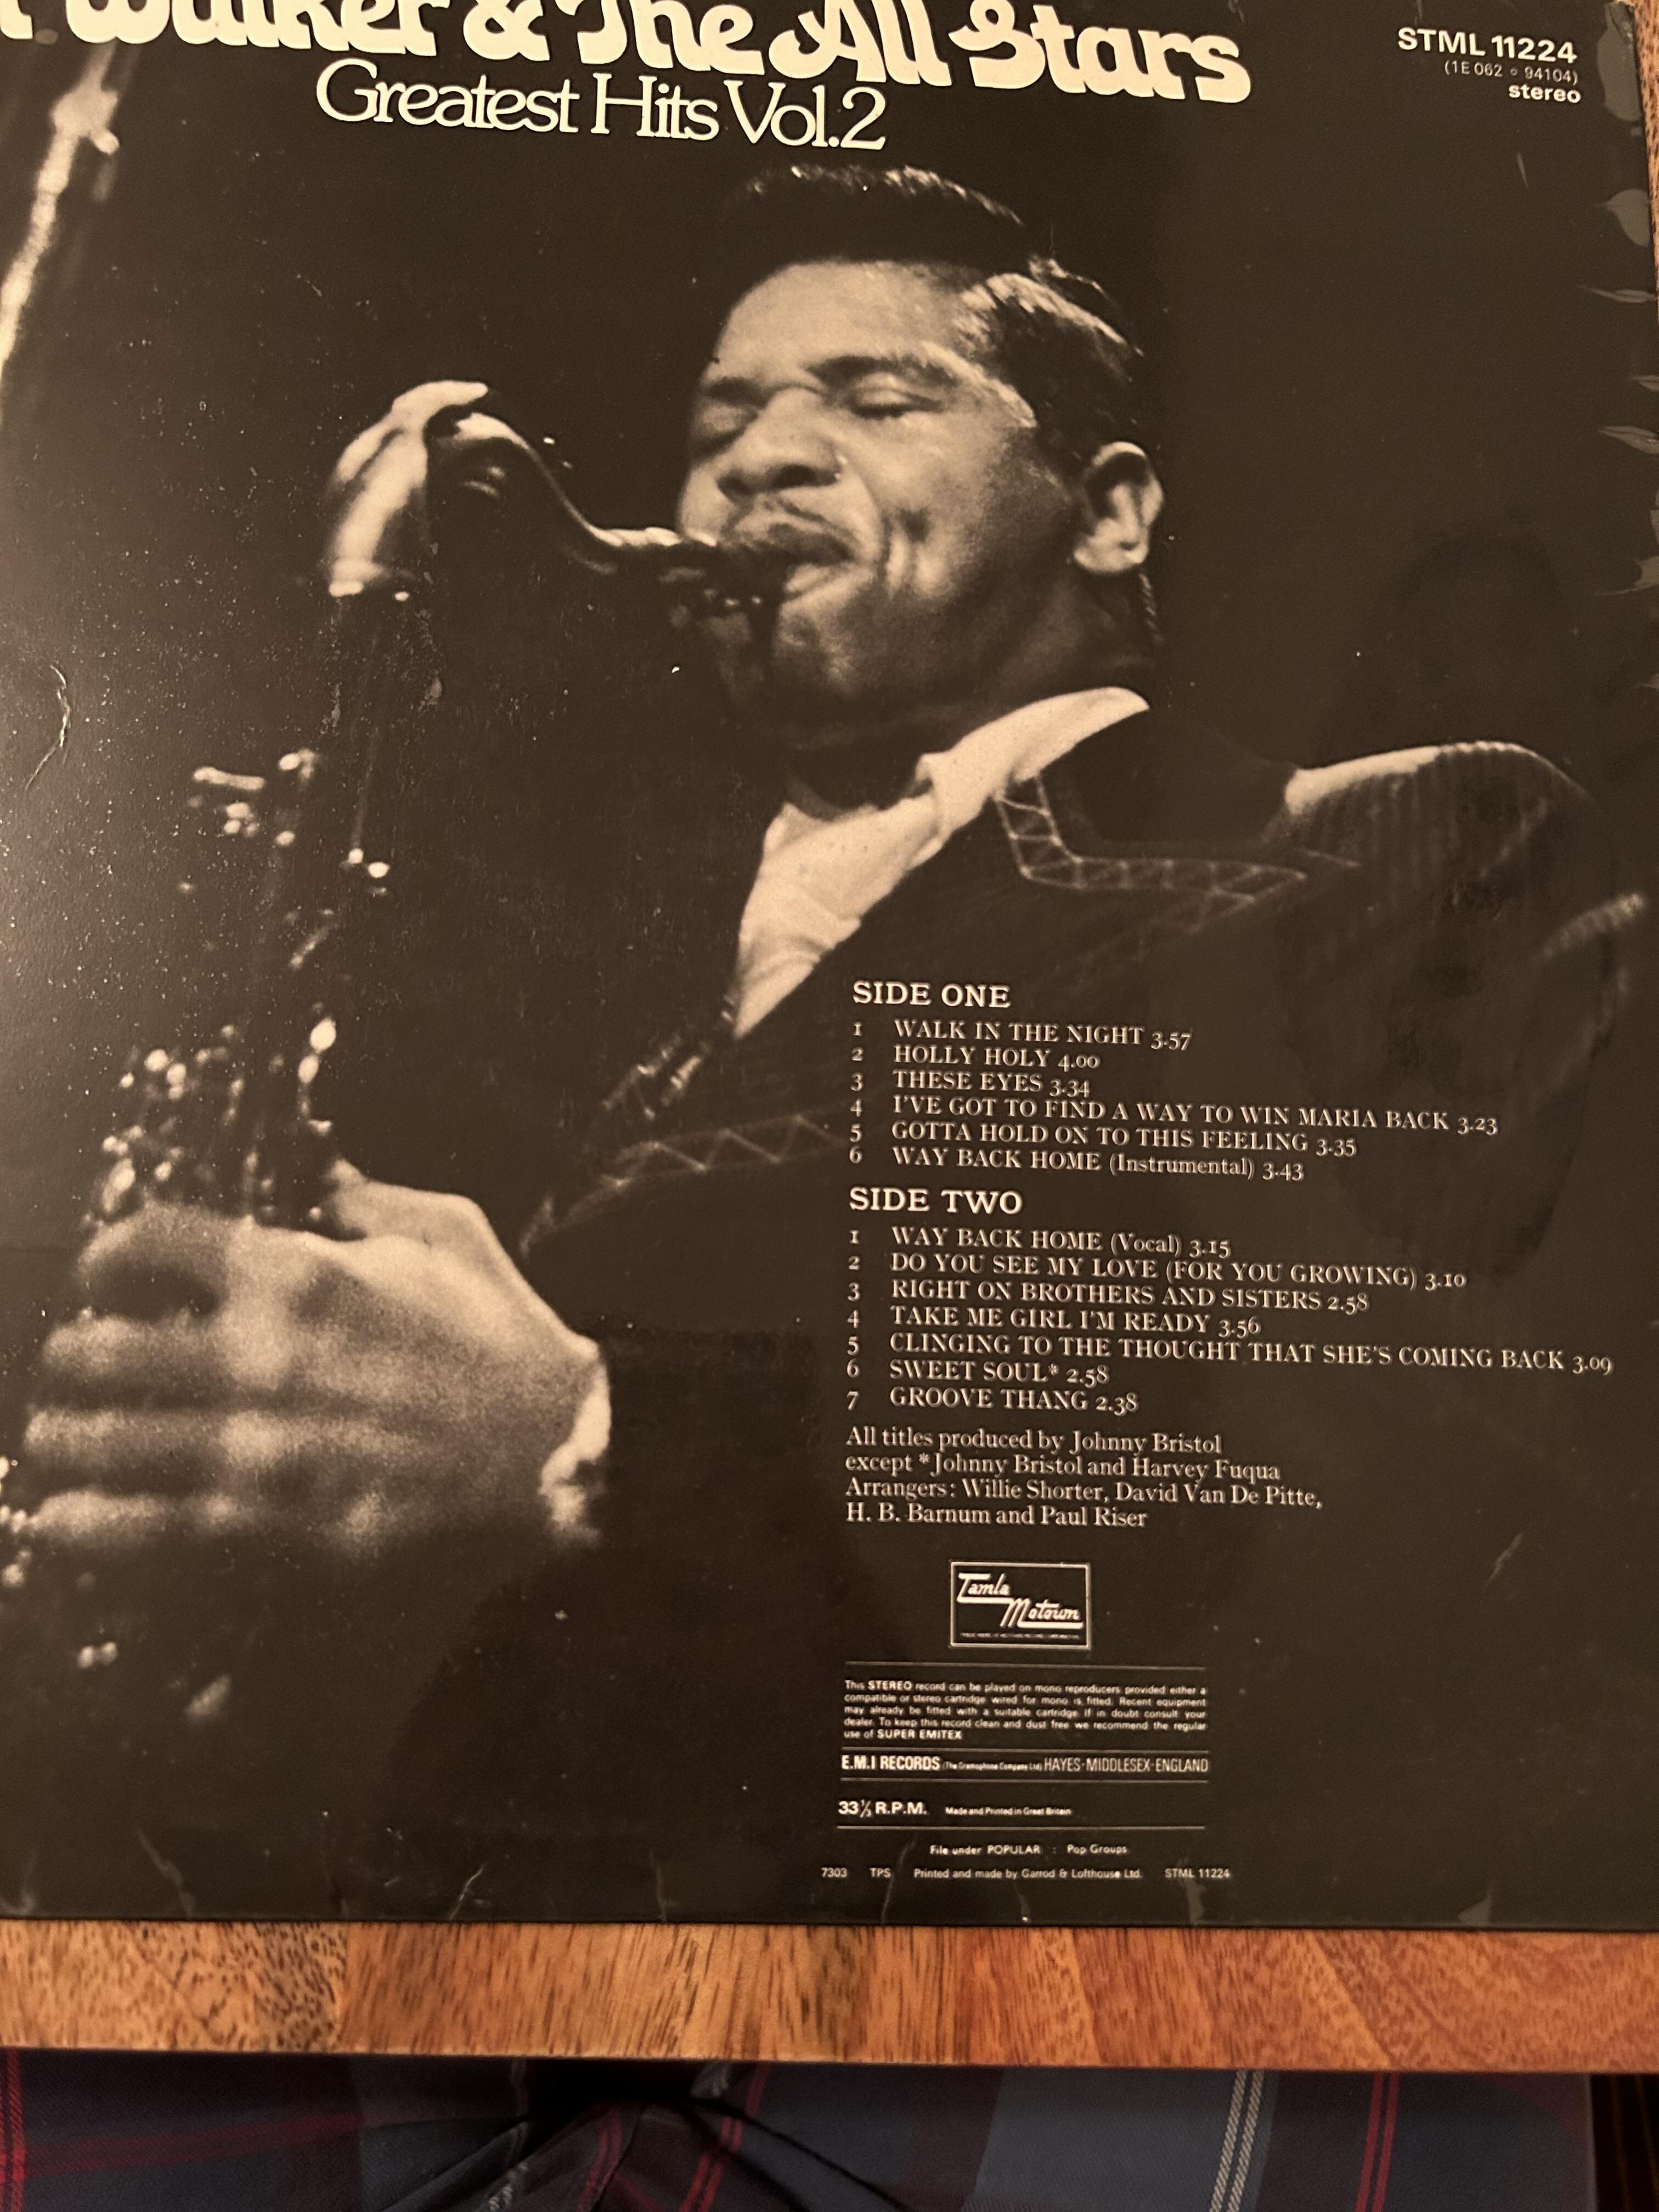 Walker & The All Stars
Greatest Hits Vol.2
STML 11224
(1E 062 ◦ 94104)
stereo
SIDE ONE
1 WALK IN THE NIGHT 3.57
2 HOLLY HOLY 4.00
3 THESE EYES 3.34
4 I'VE GOT TO FIND A WAY TO WIN MARIA BACK 3.23
5 GOTTA HOLD ON TO THIS FEELING 3.35
6 WAY BACK HOME (Instrumental) 3.43
SIDE TWO
1 WAY BACK HOME (Vocal) 3.15
2 DO YOU SEE MY LOVE (FOR YOU GROWING) 3.10
3 RIGHT ON BROTHERS AND SISTERS 2.58
4 TAKE ME GIRL I'M READY 3.56
5 CLINGING TO THE THOUGHT THAT SHE'S COMING BACK 3.09
6 SWEET SOUL* 2.58
7 GROOVE THANG 2.38
All titles produced by Johnny Bristol
except *Johnny Bristol and Harvey Fuqua
Arrangers: Willie Shorter, David Van De Pitte,
H. B. Barnum and Paul Riser
Tamla
Motown
This STEREO record can be played on mono reproducers provided either a
compatible or stereo cartridge wired for mono is fitted. Recent equipment
may already be fitted with a suitable cartridge. If in doubt consult your
dealer. To keep this record clean and dust free we recommend the regular
use of SUPER EMITEX
E.M.I RECORDS (The Gramophone Company Ltd) HAYES·MIDDLESEX·ENGLAND
33⅓ R.P.M. Made and Printed in Great Britain
File under POPULAR : Pop Groups
7303 TPS Printed and made by Garrod & Lofthouse Ltd. STML 11224